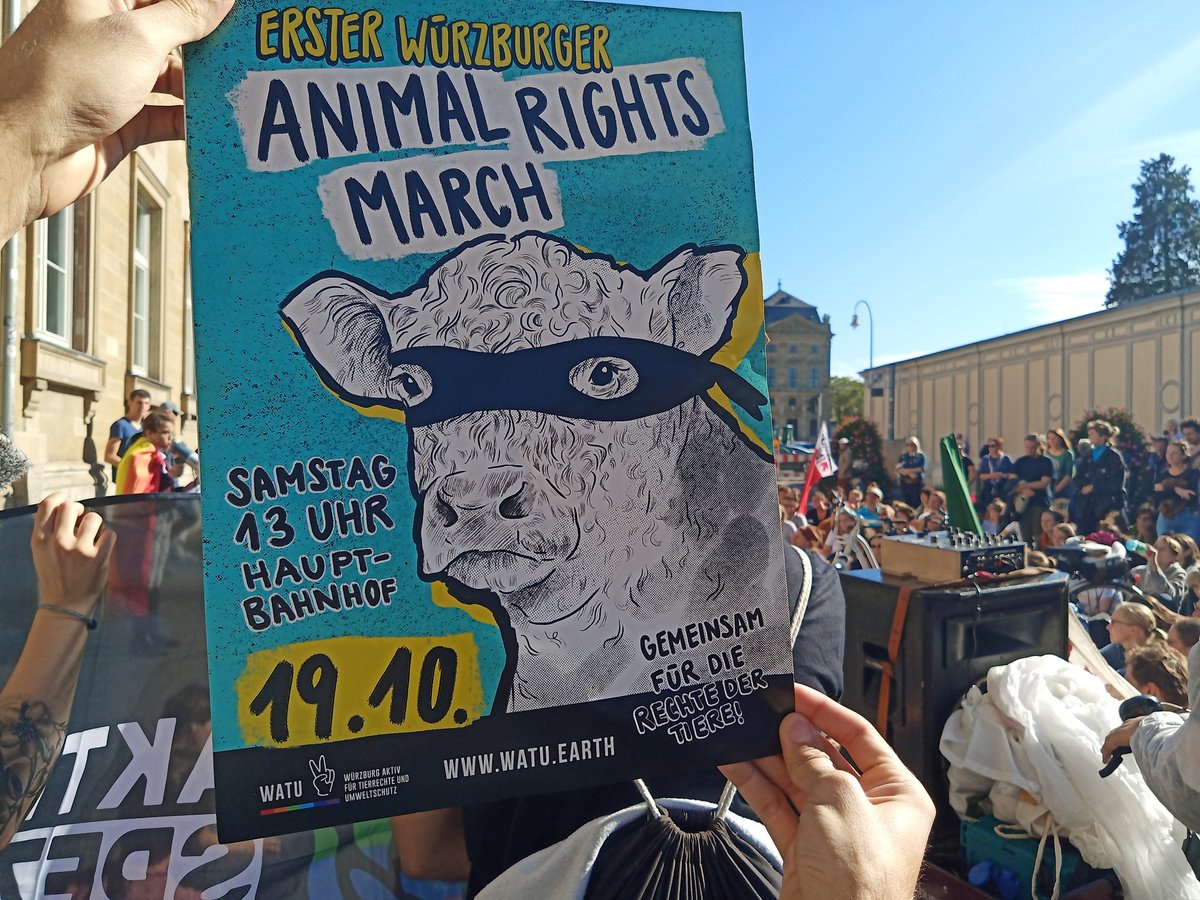 ERSTER WÜRZBURGER
ANIMAL RIGHTS
MARCH
SAMSTAG
13 UHR
HAUPT-
BAHNHOF
19.10.
GEMEINSAM
FÜR DIE
RECHTE DER
TIERE!
WATU
WÜRZBURG AKTIV
FÜR TIERRECHTE UND
UMWELTSCHUTZ
WWW.WATU.EARTH